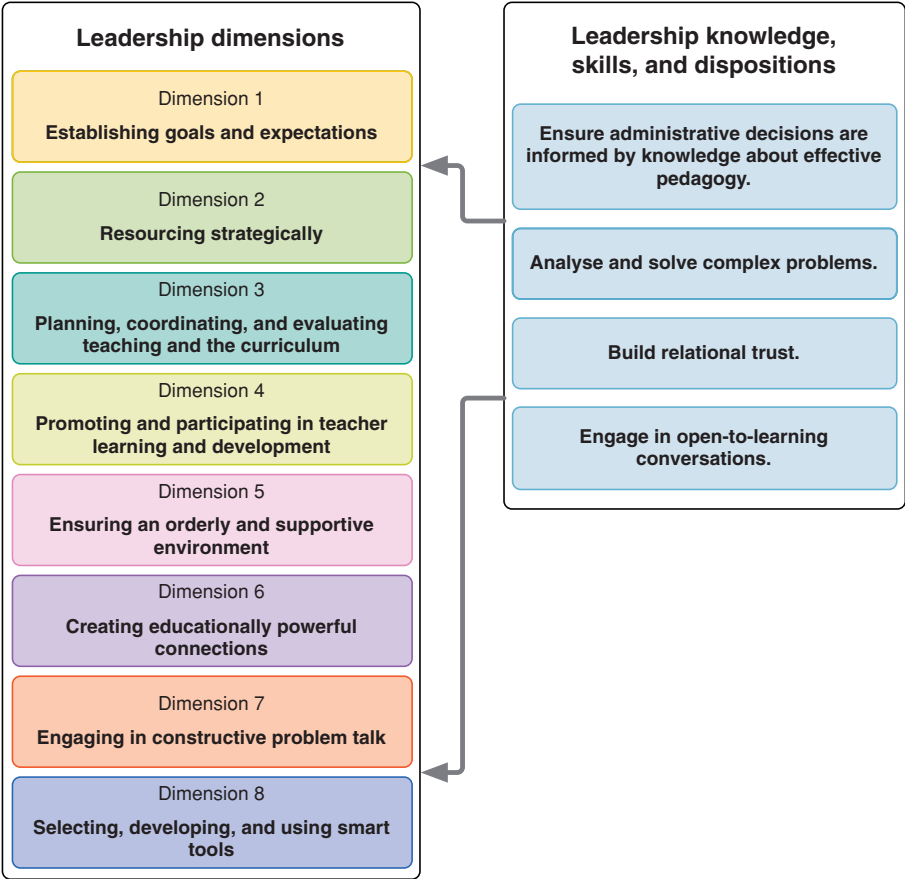 Leadership dimensions
Dimension 1
Establishing goals and expectations
Dimension 2
Resourcing strategically
Dimension 3
Planning, coordinating, and evaluating
teaching and the curriculum
Dimension 4
Promoting and participating in teacher
learning and development
Dimension 5
Ensuring an orderly and supportive
environment
Dimension 6
Creating educationally powerful
connections
Dimension 7
Engaging in constructive problem talk
Dimension 8
Selecting, developing, and using smart
tools
Leadership knowledge,
skills, and dispositions
Ensure administrative decisions are
informed by knowledge about effective
pedagogy.
Analyse and solve complex problems.
Build relational trust.
Engage in open-to-learning
conversations.